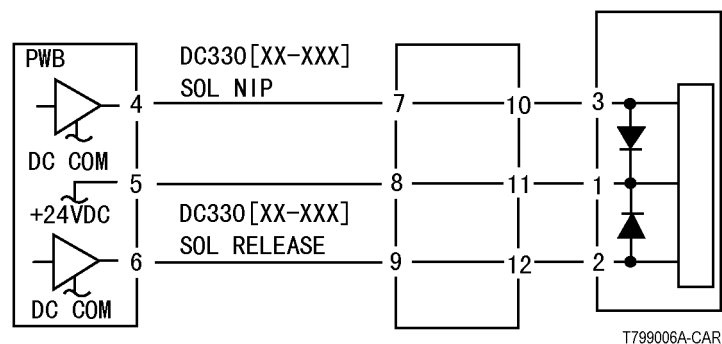 PWB
DC330[XX-XXX]
SOL NIP
4
7
10
3
DC COM
5
8
11
1
+24VDC
DC330[XX-XXX]
SOL RELEASE
6
9
12
2
DC COM
T799006A-CAR